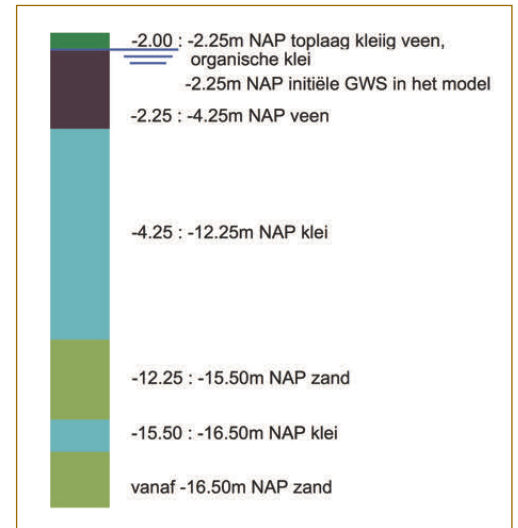 -2.00 : -2.25m NAP toplaag kleiig veen,
organische klei
-2.25m NAP initiële GWS in het model
-2.25 : -4.25m NAP veen
-4.25 : -12.25m NAP klei
-12.25 : -15.50m NAP zand
-15.50 : -16.50m NAP klei
vanaf -16.50m NAP zand